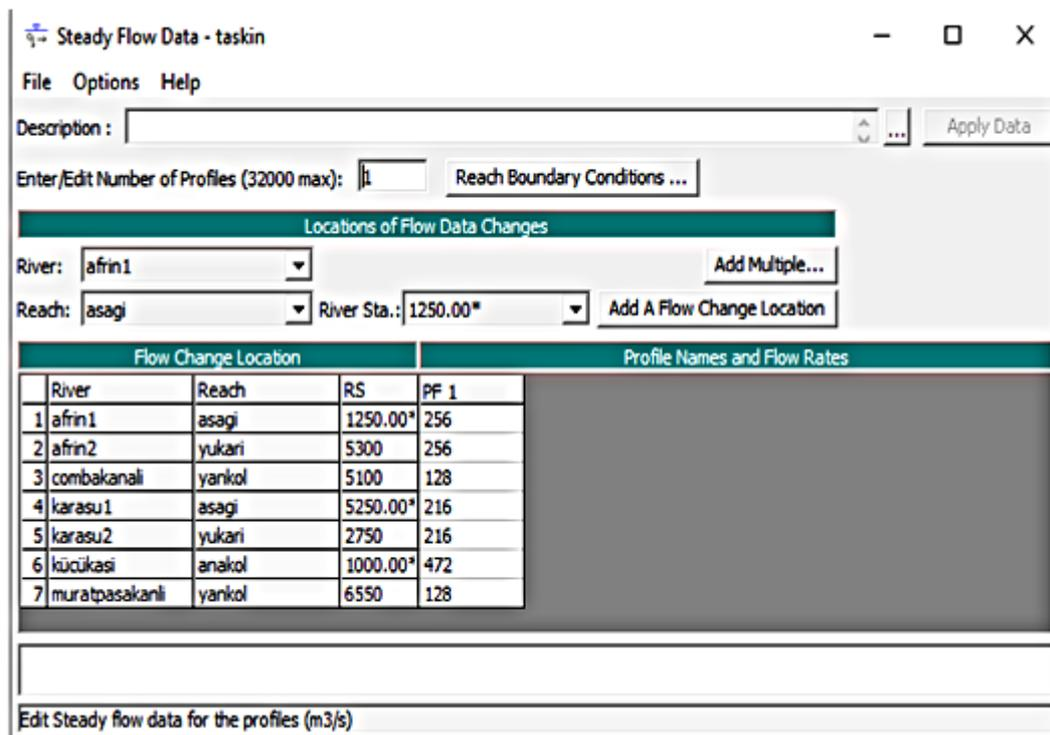 Steady Flow Data - taskin
File Options Help
Description : ... Apply Data
Enter/Edit Number of Profiles (32000 max): 1 Reach Boundary Conditions ...
Locations of Flow Data Changes
River: afrin1 Add Multiple...
Reach: asagi River Sta.: 1250.00* Add A Flow Change Location
Flow Change Location Profile Names and Flow Rates
River Reach RS PF 1
1 afrin1 asagi 1250.00* 256
2 afrin2 yukari 5300 256
3 combakanali yankol 5100 128
4 karasu1 asagi 5250.00* 216
5 karasu2 yukari 2750 216
6 kücükasi anakol 1000.00* 472
7 muratpasakanli yankol 6550 128
Edit Steady flow data for the profiles (m3/s)